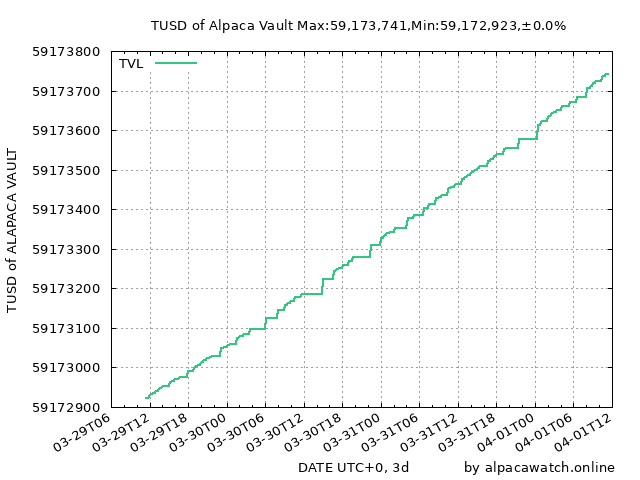 TUSD of Alpaca Vault Max:59,173,741,Min:59,172,923,±0.0%
TVL
TUSD of ALAPACA VAULT
59173800
59173700
59173600
59173500
59173400
59173300
59173200
59173100
59173000
59172900
03-29T06
03-29T12
03-29T18
03-30T00
03-30T06
03-30T12
03-30T18
03-31T00
03-31T06
03-31T12
03-31T18
04-01T00
04-01T06
04-01T12
DATE UTC+0, 3d
by alpacawatch.online